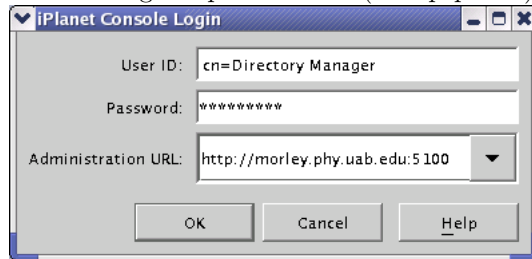 iPlanet Console Login
User ID: cn=Directory Manager
Password: *********
Administration URL: http://morley.phy.uab.edu:5100
OK Cancel Help